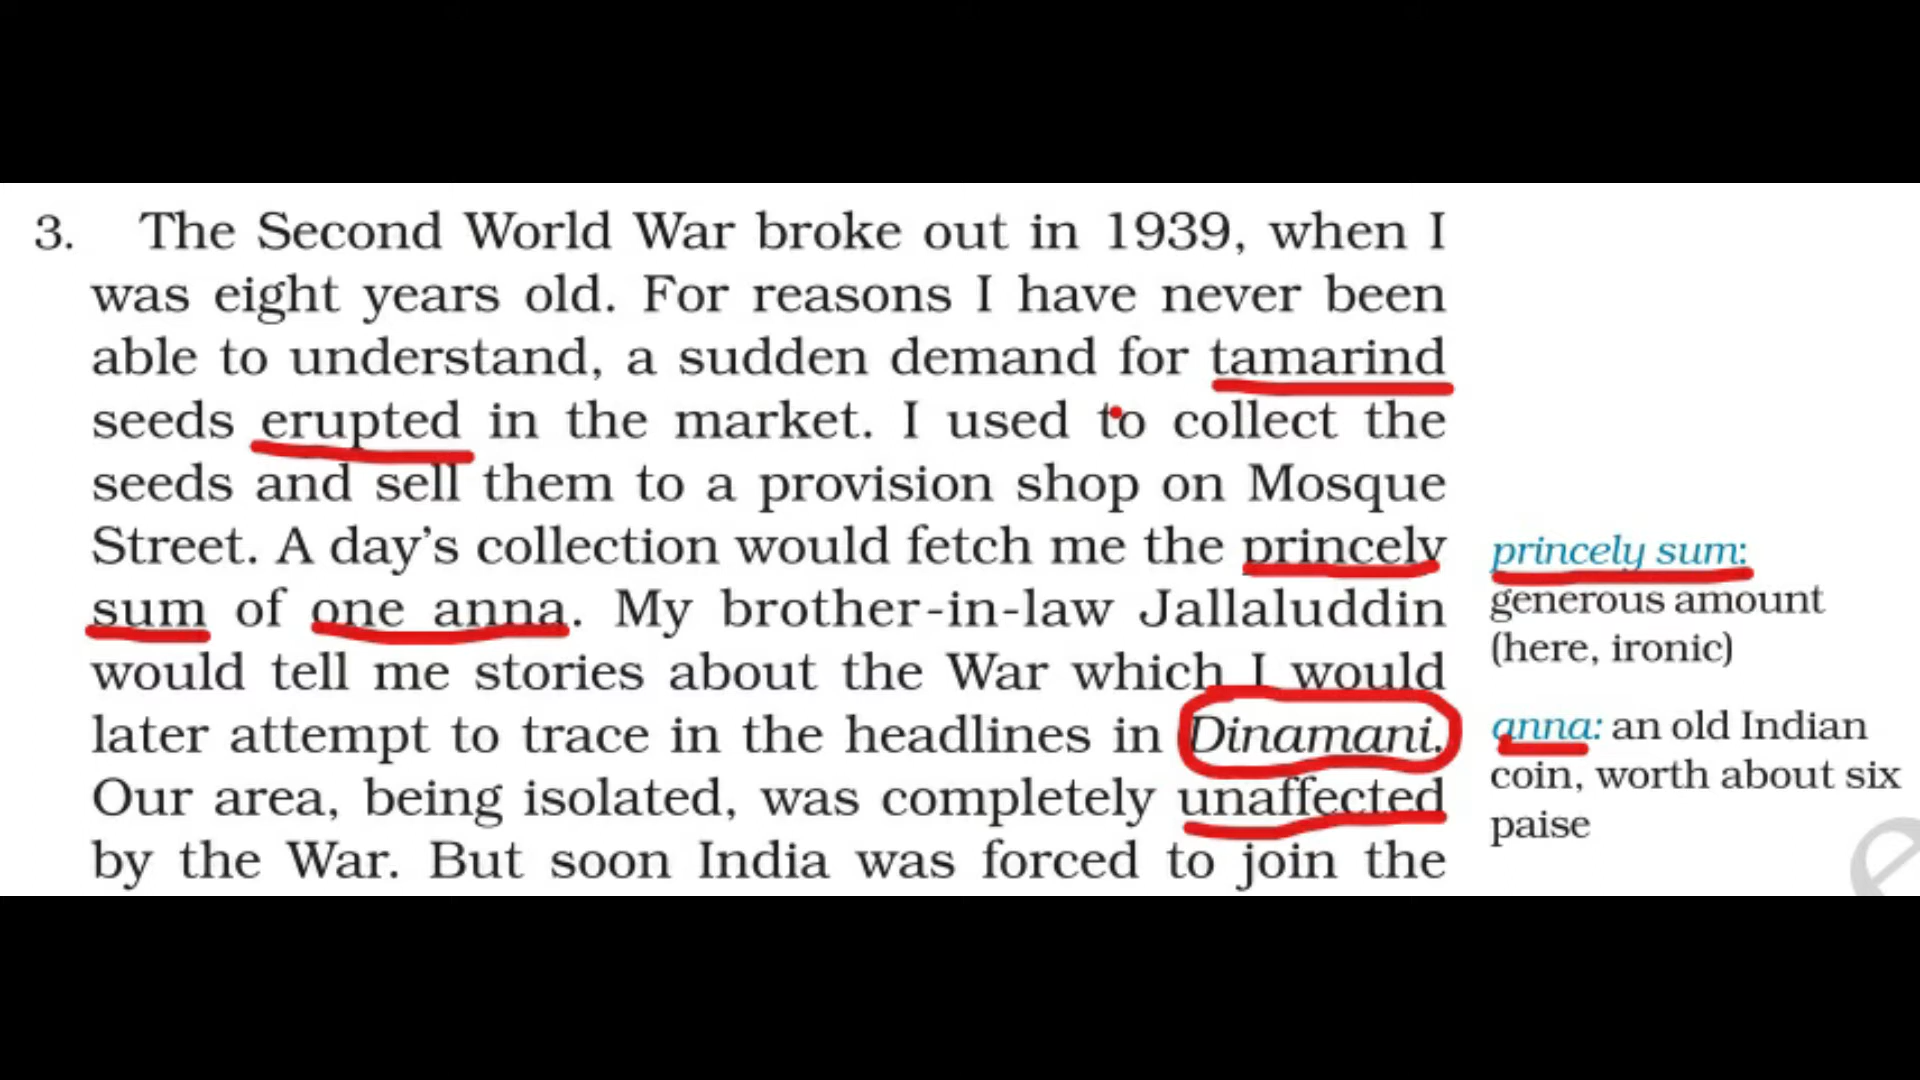 3. The Second World War broke out in 1939, when I
was eight years old. For reasons I have never been
able to understand, a sudden demand for tamarind
seeds erupted in the market. I used to collect the
seeds and sell them to a provision shop on Mosque
Street. A day’s collection would fetch me the princely
sum of one anna. My brother-in-law Jallaluddin
would tell me stories about the War which I would
later attempt to trace in the headlines in Dinamani.
Our area, being isolated, was completely unaffected
by the War. But soon India was forced to join the
princely sum:
generous amount
(here, ironic)
anna: an old Indian
coin, worth about six
paise